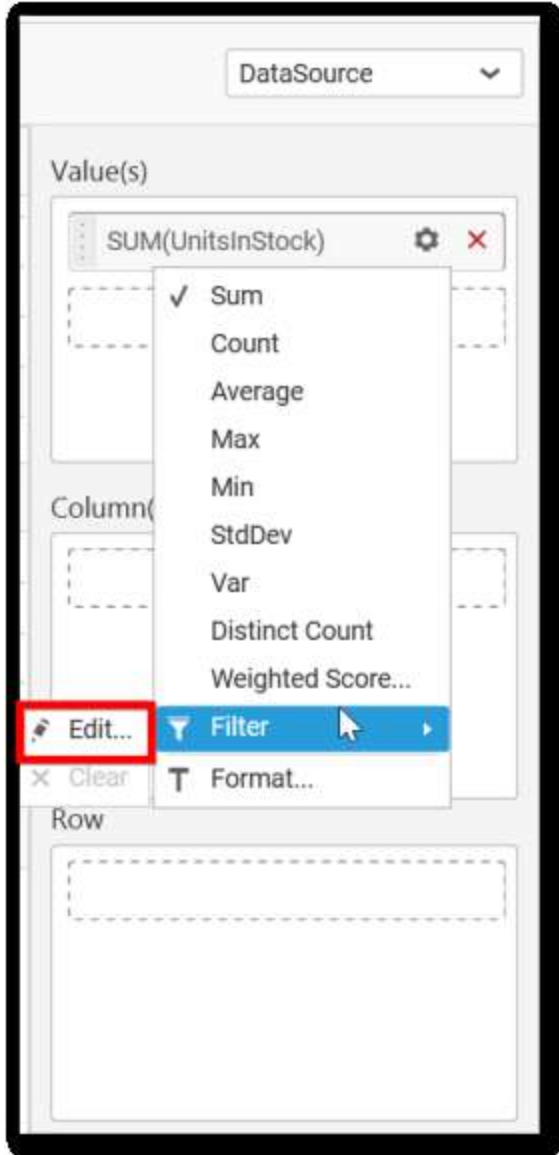 DataSource
Value(s)
SUM(UnitsInStock)
Sum
Count
Average
Max
Min
Column(
StdDev
Var
Distinct Count
Weighted Score...
Edit...
Filter
Clear
Format...
Row